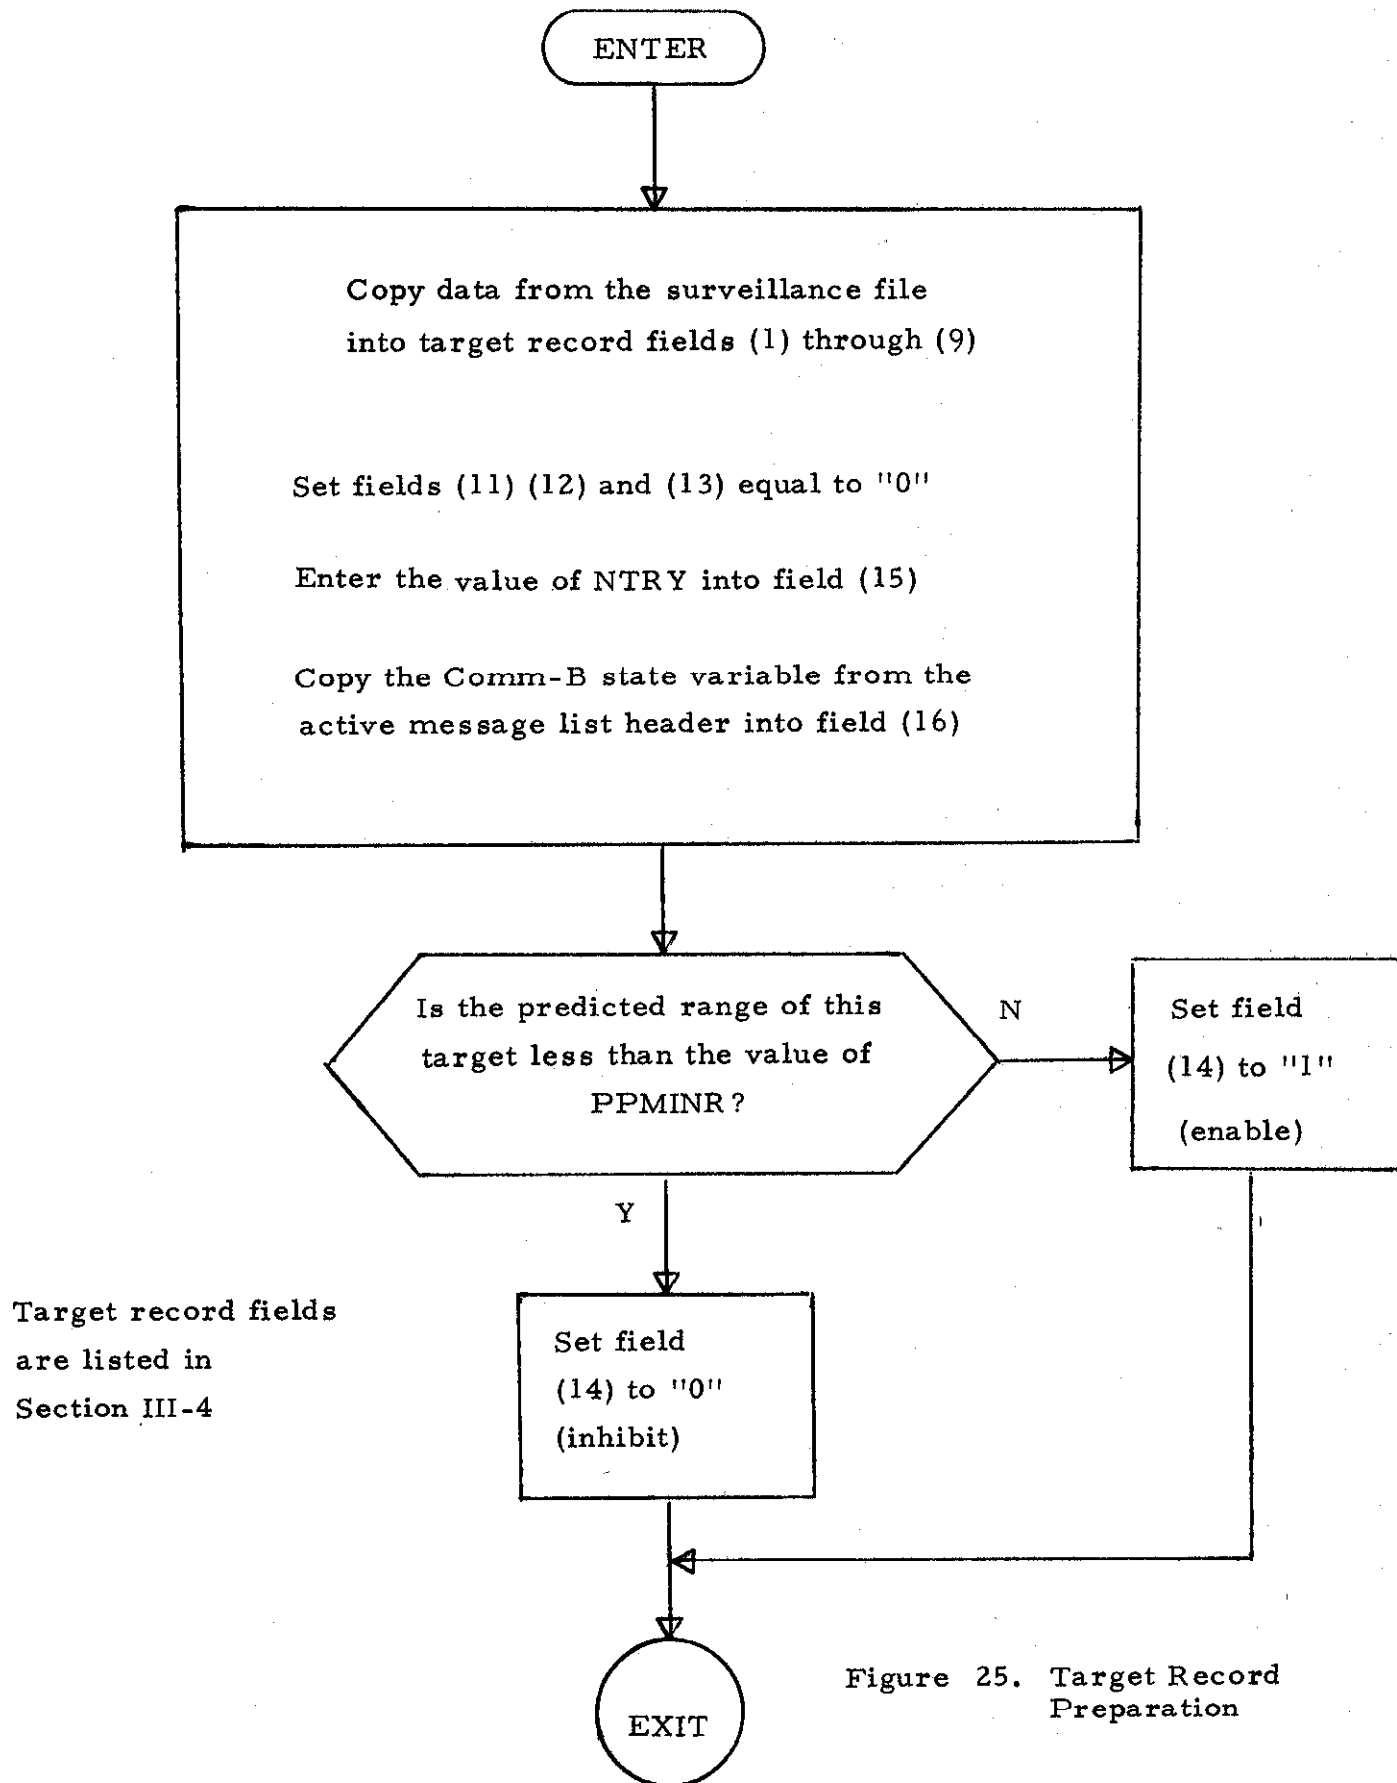 ENTER
Copy data from the surveillance file
into target record fields (1) through (9)
Set fields (11) (12) and (13) equal to "0"
Enter the value of NTRY into field (15)
Copy the Comm-B state variable from the
active message list header into field (16)
Is the predicted range of this
target less than the value of
PPMINR?
N
Set field
(14) to "1"
(enable)
Y
Set field
(14) to "0"
(inhibit)
Target record fields
are listed in
Section III-4
EXIT
Figure 25. Target Record
Preparation